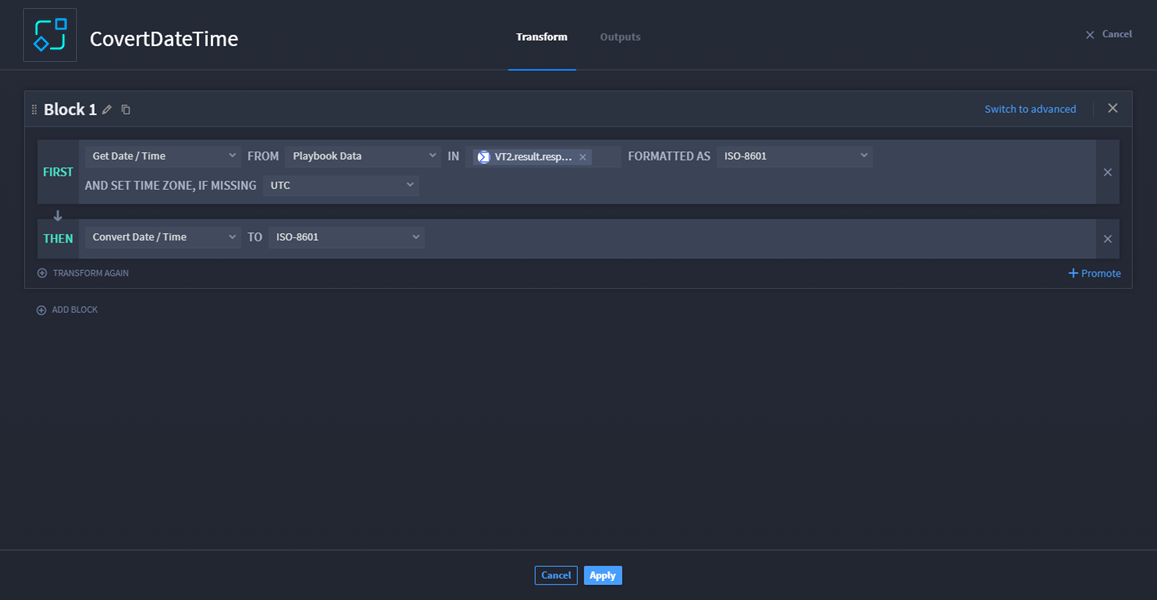 CovertDateTime
Transform Outputs
Cancel
Block 1
Switch to advanced
FIRST
Get Date / Time FROM Playbook Data IN VT2.result.resp... FORMATTED AS ISO-8601
AND SET TIME ZONE, IF MISSING UTC
THEN
Convert Date / Time TO ISO-8601
TRANSFORM AGAIN
Promote
ADD BLOCK
Cancel Apply